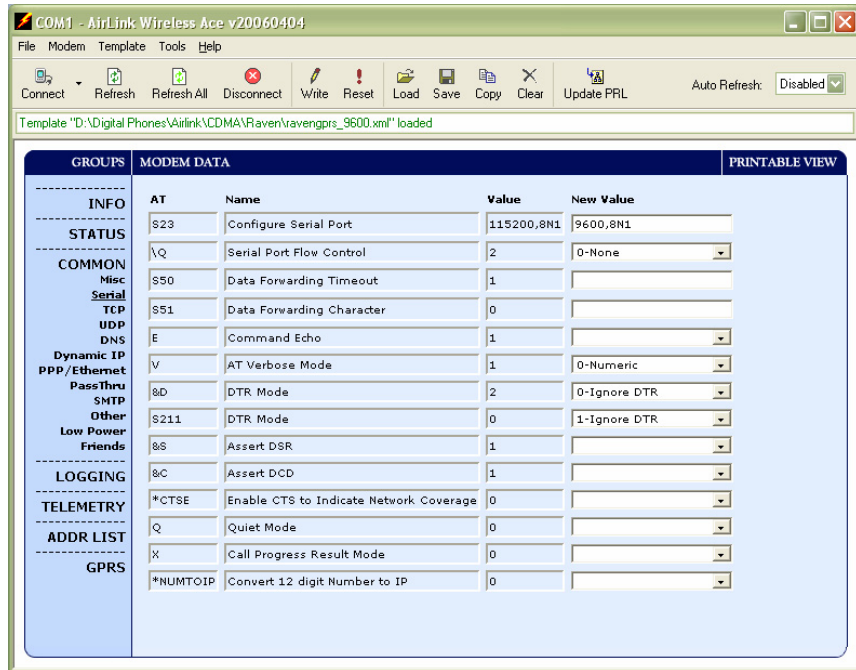 COM1 - AirLink Wireless Ace v20060404
File Modem Template Tools Help
Connect Refresh Refresh All Disconnect Write Reset Load Save Copy Clear Update PRL Auto Refresh: Disabled
Template "D:\Digital Phones\Airlink\CDMA\Raven\ravengprs_9600.xml" loaded
GROUPS MODEM DATA PRINTABLE VIEW
INFO
STATUS
COMMON
Misc
Serial
TCP
UDP
DNS
Dynamic IP
PPP/Ethernet
PassThru
SMTP
Other
Low Power
Friends
LOGGING
TELEMETRY
ADDR LIST
GPRS
AT Name Value New Value
S23 Configure Serial Port 115200,8N1 9600,8N1
\Q Serial Port Flow Control 2 0-None
S50 Data Forwarding Timeout 1
S51 Data Forwarding Character 0
E Command Echo 1
V AT Verbose Mode 1 0-Numeric
&D DTR Mode 2 0-Ignore DTR
S211 DTR Mode 0 1-Ignore DTR
&S Assert DSR 1
&C Assert DCD 1
*CTSE Enable CTS to Indicate Network Coverage 0
Q Quiet Mode 0
X Call Progress Result Mode 0
*NUMTOIP Convert 12 digit Number to IP 0